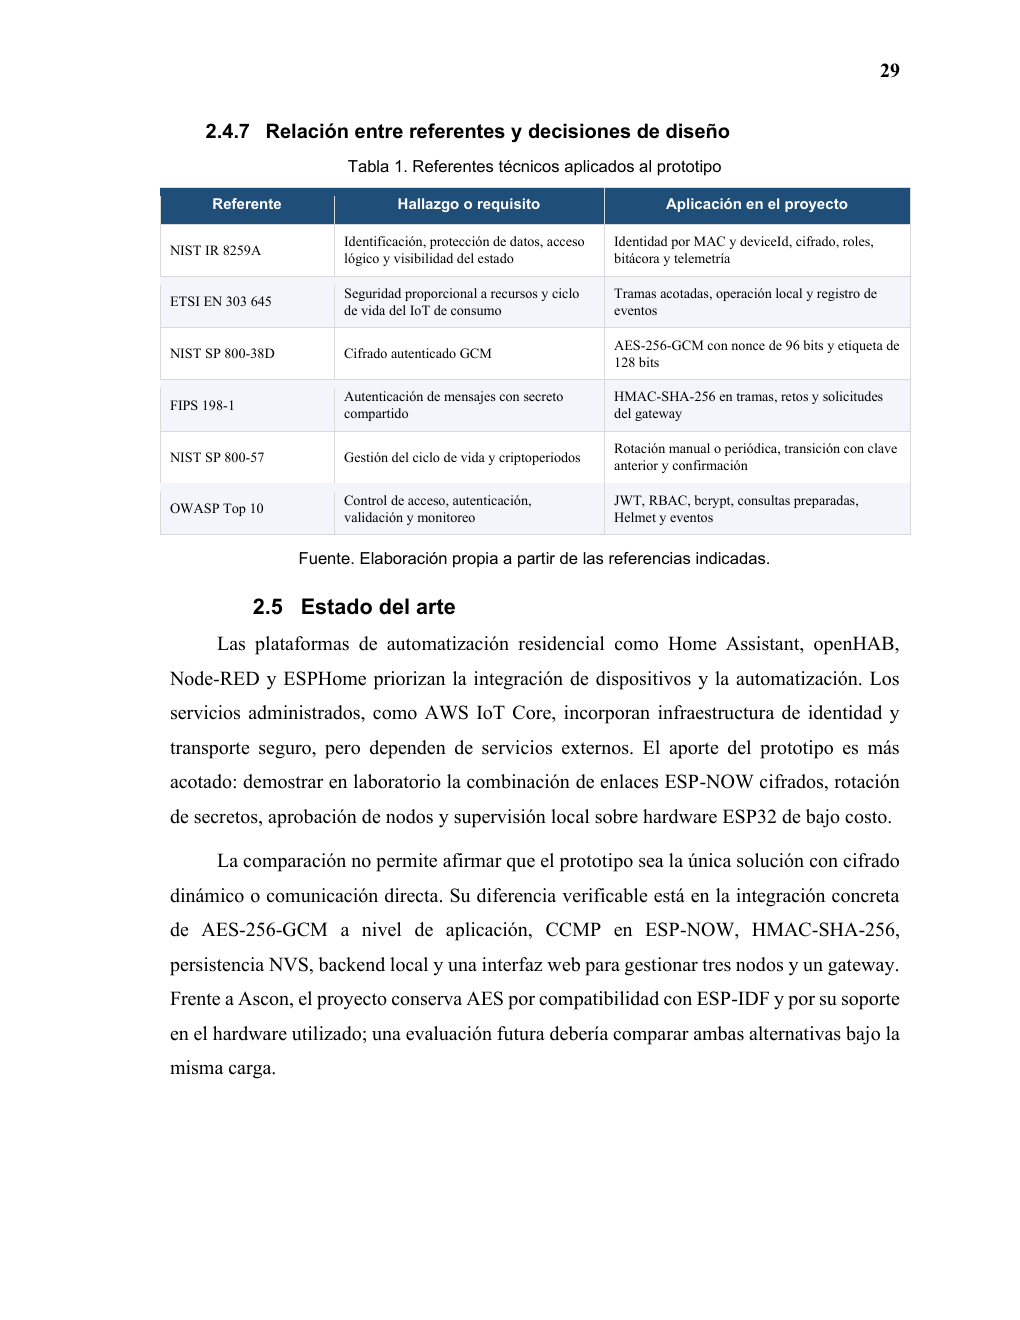 29
2.4.7 Relación entre referentes y decisiones de diseño
Tabla 1. Referentes técnicos aplicados al prototipo
Referente Hallazgo o requisito Aplicación en el proyecto
NIST IR 8259A
Identificación, protección de datos, acceso
lógico y visibilidad del estado
Identidad por MAC y deviceId, cifrado, roles,
bitácora y telemetría
ETSI EN 303 645
Seguridad proporcional a recursos y ciclo
de vida del IoT de consumo
Tramas acotadas, operación local y registro de
eventos
NIST SP 800-38D
Cifrado autenticado GCM
AES-256-GCM con nonce de 96 bits y etiqueta de
128 bits
FIPS 198-1
Autenticación de mensajes con secreto
compartido
HMAC-SHA-256 en tramas, retos y solicitudes
del gateway
NIST SP 800-57
Gestión del ciclo de vida y criptoperiodos
Rotación manual o periódica, transición con clave
anterior y confirmación
OWASP Top 10
Control de acceso, autenticación,
validación y monitoreo
JWT, RBAC, bcrypt, consultas preparadas,
Helmet y eventos
Fuente. Elaboración propia a partir de las referencias indicadas.
2.5 Estado del arte
Las plataformas de automatización residencial como Home Assistant, openHAB,
Node-RED y ESPHome priorizan la integración de dispositivos y la automatización. Los
servicios administrados, como AWS IoT Core, incorporan infraestructura de identidad y
transporte seguro, pero dependen de servicios externos. El aporte del prototipo es más
acotado: demostrar en laboratorio la combinación de enlaces ESP-NOW cifrados, rotación
de secretos, aprobación de nodos y supervisión local sobre hardware ESP32 de bajo costo.
La comparación no permite afirmar que el prototipo sea la única solución con cifrado
dinámico o comunicación directa. Su diferencia verificable está en la integración concreta
de AES-256-GCM a nivel de aplicación, CCMP en ESP-NOW, HMAC-SHA-256,
persistencia NVS, backend local y una interfaz web para gestionar tres nodos y un gateway.
Frente a Ascon, el proyecto conserva AES por compatibilidad con ESP-IDF y por su soporte
en el hardware utilizado; una evaluación futura debería comparar ambas alternativas bajo la
misma carga.